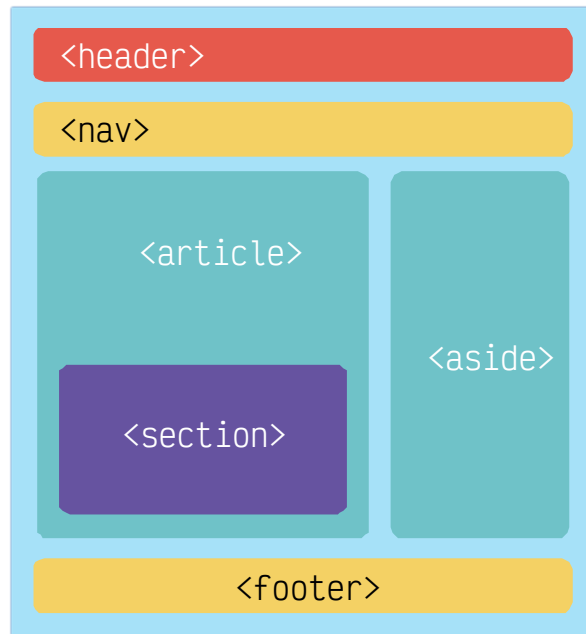 <header>
<nav>
<article>
<aside>
<section>
<footer>